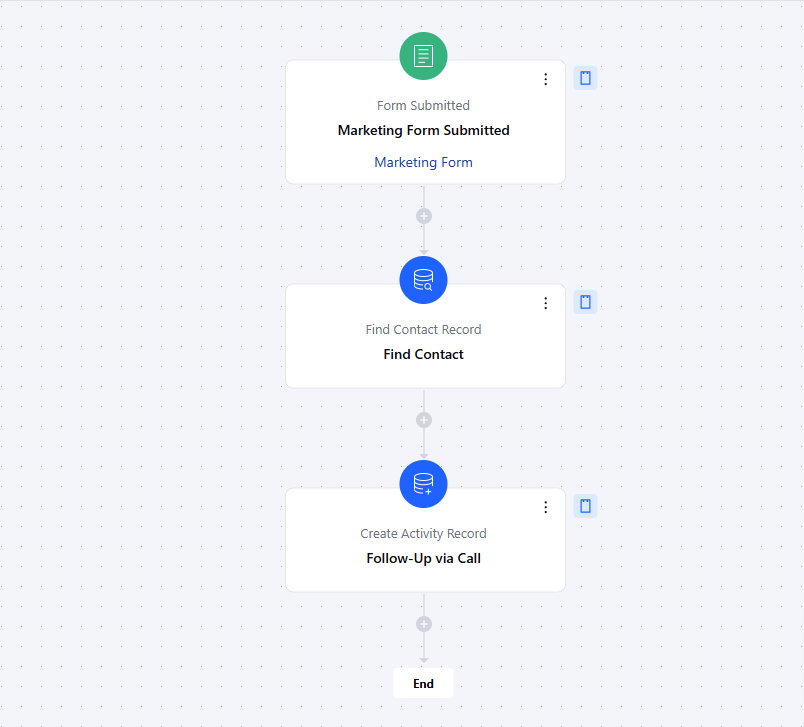 Form Submitted
Marketing Form Submitted
Marketing Form
Find Contact Record
Find Contact
Create Activity Record
Follow-Up via Call
End